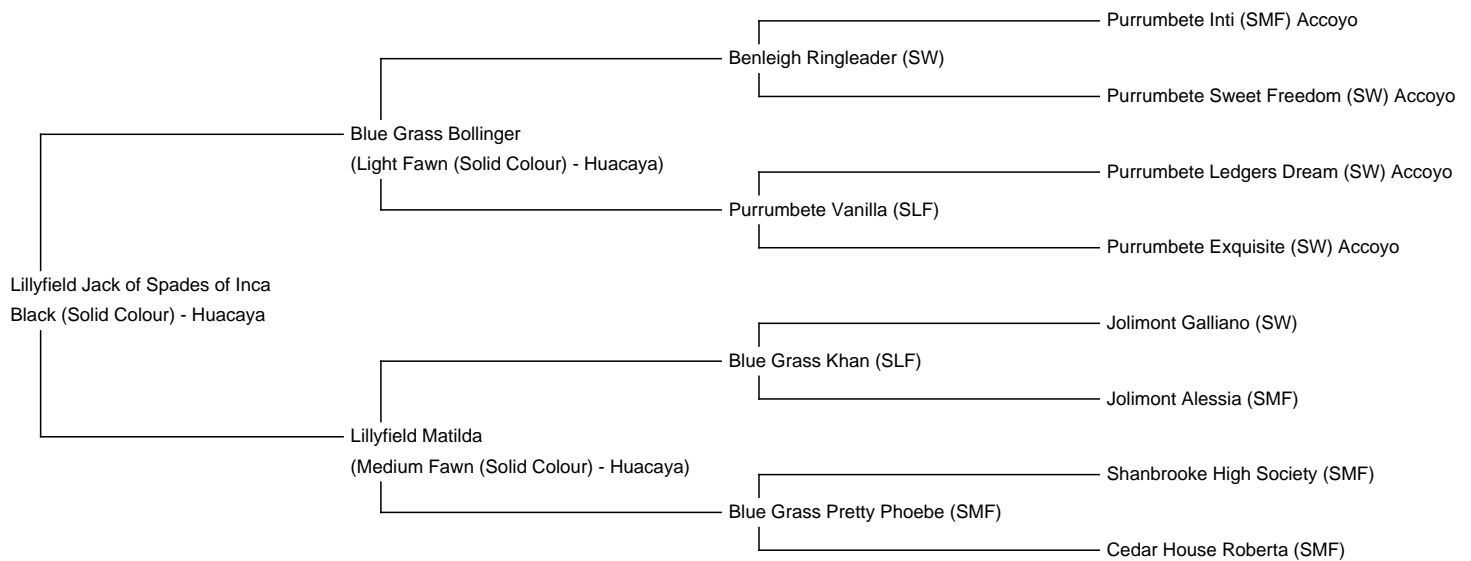 Purrumbete Inti (SMF) Accoyo
Benleigh Ringleader (SW)
Purrumbete Sweet Freedom (SW) Accoyo
Blue Grass Bollinger
(Light Fawn (Solid Colour) - Huacaya)
Purrumbete Ledgers Dream (SW) Accoyo
Purrumbete Vanilla (SLF)
Purrumbete Exquisite (SW) Accoyo
Lillyfield Jack of Spades of Inca
Black (Solid Colour) - Huacaya
Jolimont Galliano (SW)
Blue Grass Khan (SLF)
Jolimont Alessia (SMF)
Lillyfield Matilda
(Medium Fawn (Solid Colour) - Huacaya)
Shanbrooke High Society (SMF)
Blue Grass Pretty Phoebe (SMF)
Cedar House Roberta (SMF)